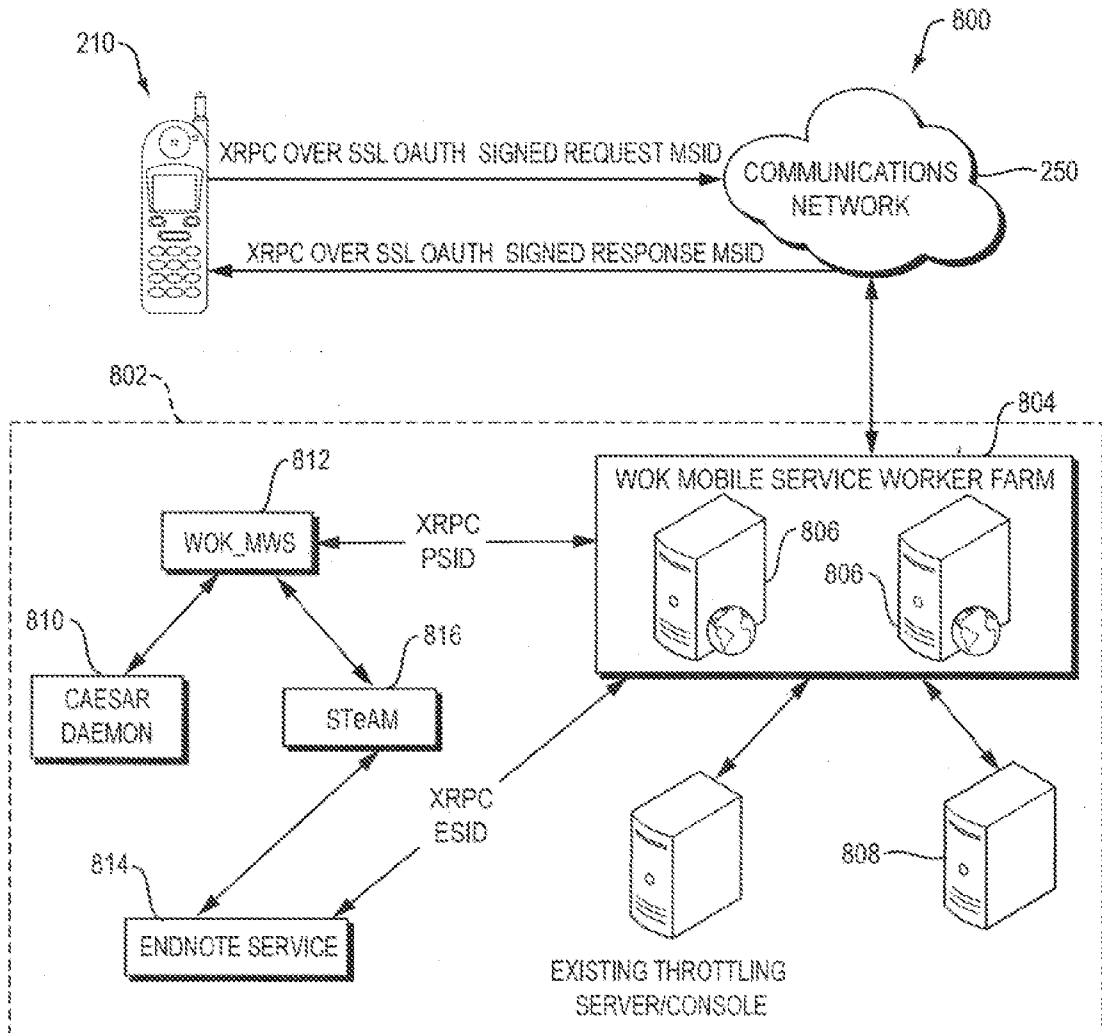 210
800
XRPC OVER SSL OAUTH SIGNED REQUEST MSID
COMMUNICATIONS
NETWORK
250
XRPC OVER SSL OAUTH SIGNED RESPONSE MSID
802
804
812
WOK MOBILE SERVICE WORKER FARM
WOK_MWS
XRPC
PSID
806
806
810
816
CAESAR
DAEMON
STeAM
XRPC
ESID
814
808
ENDNOTE SERVICE
EXISTING THROTTLING
SERVER/CONSOLE